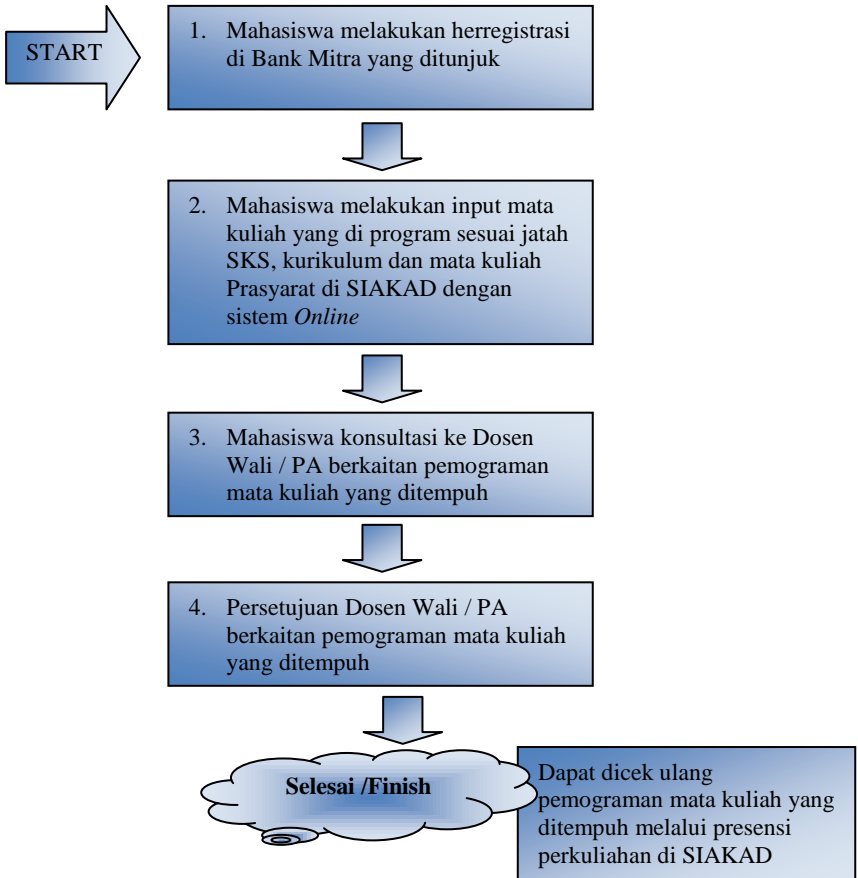 START
1. Mahasiswa melakukan herregistrasi
di Bank Mitra yang ditunjuk
2. Mahasiswa melakukan input mata
kuliah yang di program sesuai jatah
SKS, kurikulum dan mata kuliah
Prasyarat di SIAKAD dengan
sistem Online
3. Mahasiswa konsultasi ke Dosen
Wali / PA berkaitan pemograman
mata kuliah yang ditempuh
4. Persetujuan Dosen Wali / PA
berkaitan pemograman mata kuliah
yang ditempuh
Selesai /Finish
Dapat dicek ulang
pemograman mata kuliah yang
ditempuh melalui presensi
perkuliahan di SIAKAD